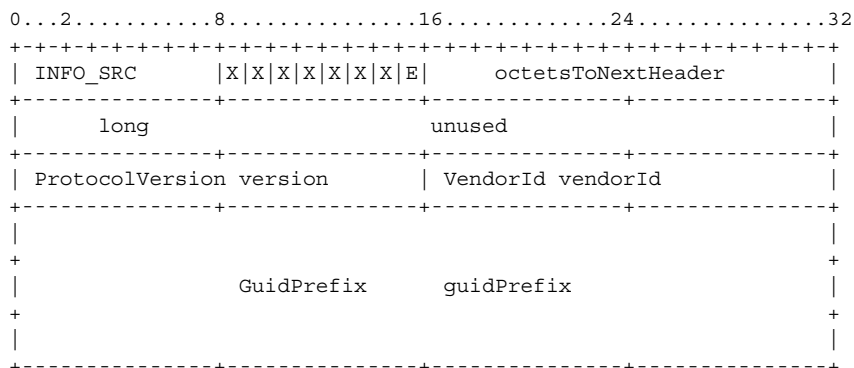 0...2...........8...............16.............24...............32
+-+-+-+-+-+-+-+-+-+-+-+-+-+-+-+-+-+-+-+-+-+-+-+-+-+-+-+-+-+-+-+-+
| INFO_SRC      |X|X|X|X|X|X|X|E|     octetsToNextHeader        |
+---------------+---------------+---------------+---------------+
|      long                     unused                          |
+---------------+---------------+---------------+---------------+
| ProtocolVersion version       | VendorId vendorId             |
+---------------+---------------+---------------+---------------+
|                                                               |
+                                                               +
|                GuidPrefix      guidPrefix                     |
+                                                               +
|                                                               |
+---------------+---------------+---------------+---------------+